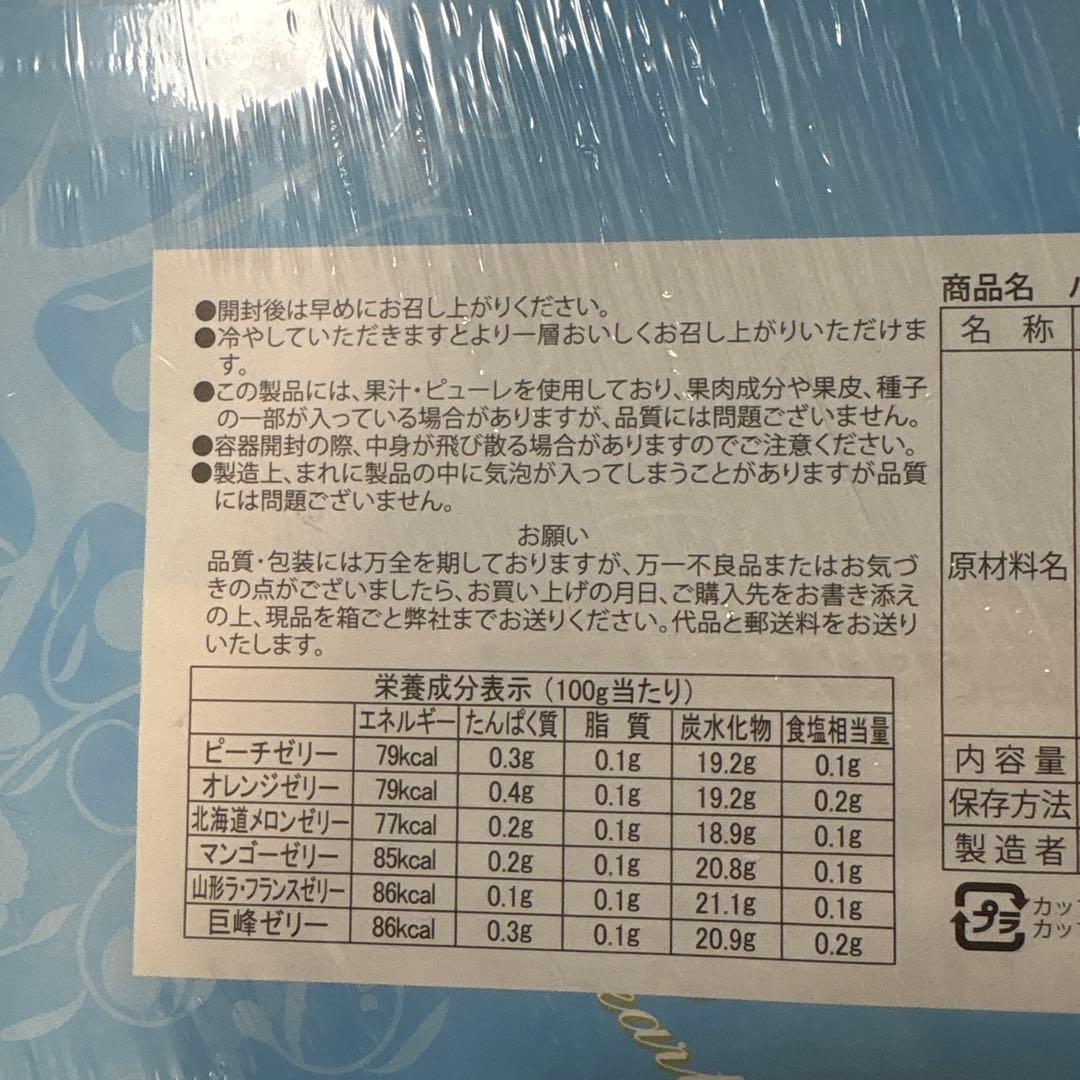 ●開封後は早めにお召し上がりください。
●冷やしていただきますとより一層おいしくお召し上がりいただけま
す。
●この製品には、果汁・ピューレを使用しており、果肉成分や果皮、種子
の一部が入っている場合がありますが、品質には問題ございません。
●容器開封の際、中身が飛び散る場合がありますのでご注意ください。
●製造上、まれに製品の中に気泡が入ってしまうことがありますが品質
には問題ございません。
お願い
品質・包装には万全を期しておりますが、万一不良品またはお気づ
きの点がございましたら、お買い上げの月日、ご購入先をお書き添え
の上、現品を箱ごと弊社までお送りください。代品と郵送料をお送り
いたします。
栄養成分表示（100g当たり）
エネルギー たんぱく質 脂質 炭水化物 食塩相当量
ピーチゼリー 79kcal 0.3g 0.1g 19.2g 0.1g
オレンジゼリー 79kcal 0.4g 0.1g 19.2g 0.2g
北海道メロンゼリー 77kcal 0.2g 0.1g 18.9g 0.1g
マンゴーゼリー 85kcal 0.2g 0.1g 20.8g 0.1g
山形ラ・フランスゼリー 86kcal 0.1g 0.1g 21.1g 0.1g
巨峰ゼリー 86kcal 0.3g 0.1g 20.9g 0.2g
商品名
名称
原材料名
内容量
保存方法
製造者
プラ
カッ
カッ
ear